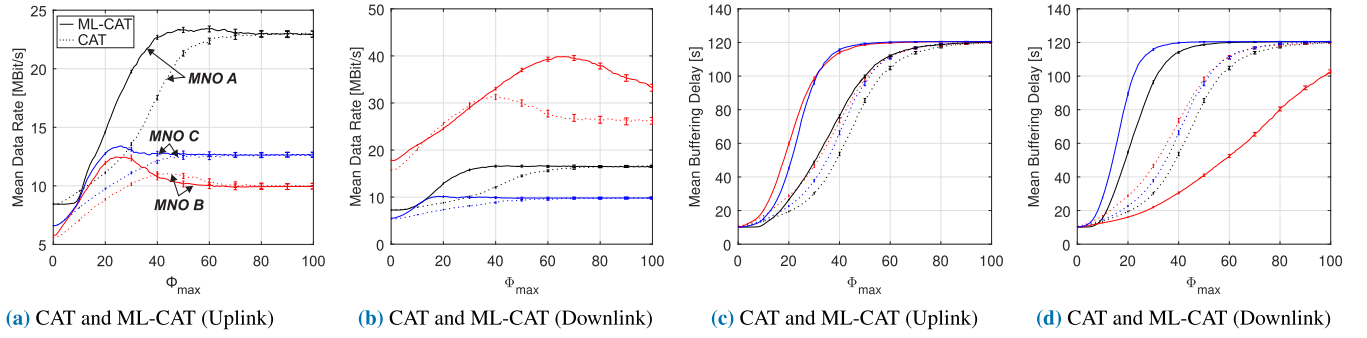 25
20
15
10
5
Mean Data Rate [MBit/s]
ML-CAT
CAT
MNO A
MNO C
MNO B
0 20 40 60 80 100
Φmax
(a) CAT and ML-CAT (Uplink)
50
40
30
20
10
0
Mean Data Rate [MBit/s]
0 20 40 60 80 100
Φmax
(b) CAT and ML-CAT (Downlink)
140
120
100
80
60
40
20
0
Mean Buffering Delay [s]
0 20 40 60 80 100
Φmax
(c) CAT and ML-CAT (Uplink)
140
120
100
80
60
40
20
0
Mean Buffering Delay [s]
0 20 40 60 80 100
Φmax
(d) CAT and ML-CAT (Downlink)